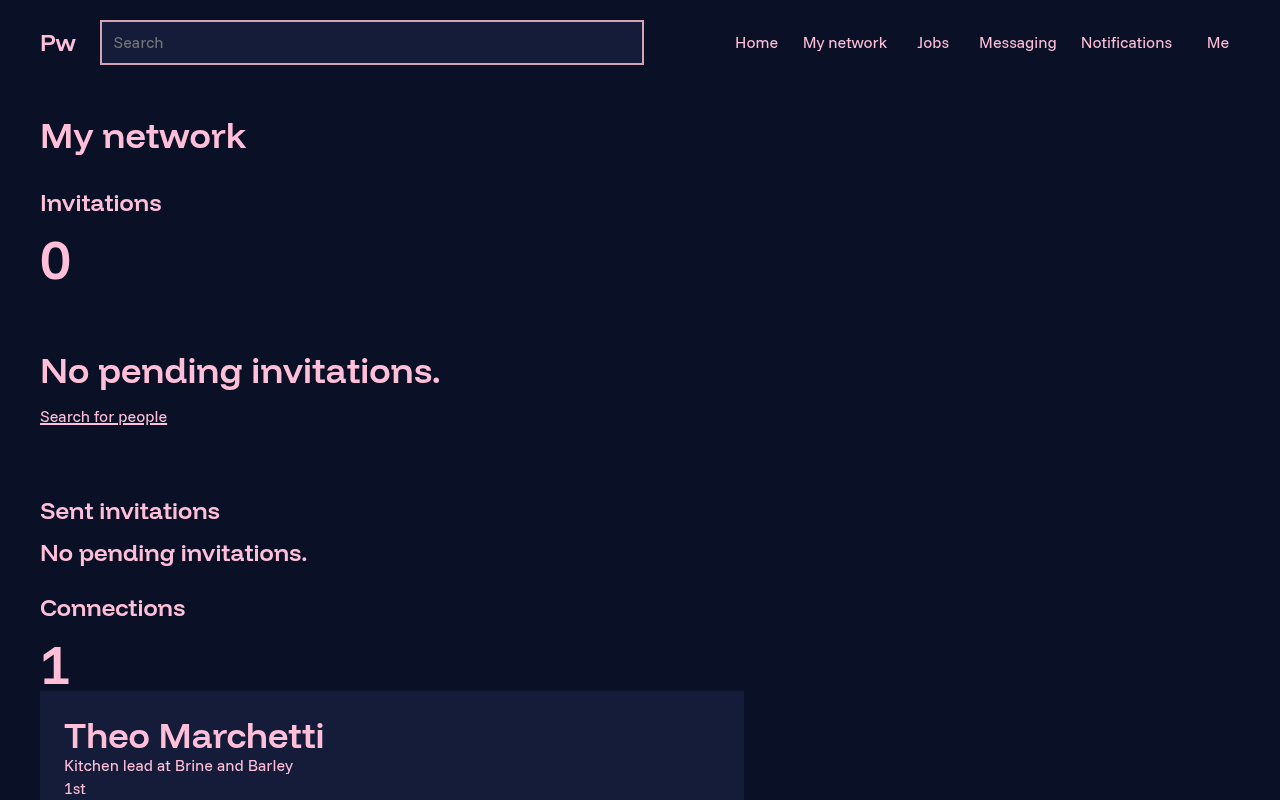 Pw
Search
Home
My network
Jobs
Messaging
Notifications
Me
My network
Invitations
0
No pending invitations.
Search for people
Sent invitations
No pending invitations.
Connections
1
Theo Marchetti
Kitchen lead at Brine and Barley
1st